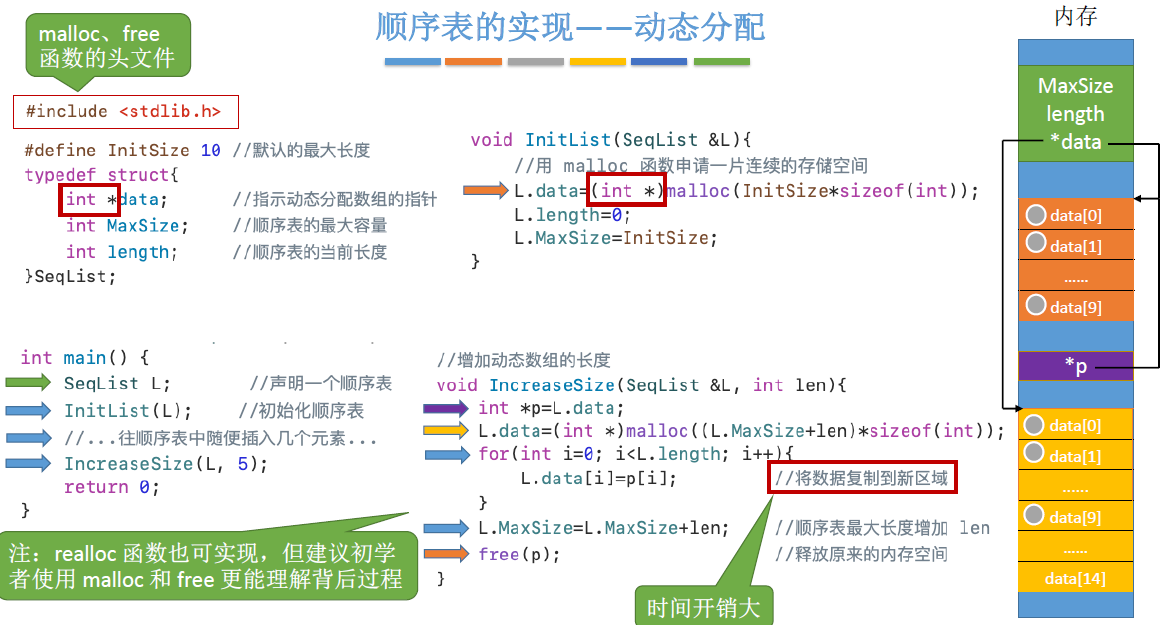 顺序表的实现——动态分配
malloc、free
函数的头文件
#include <stdlib.h>
#define InitSize 10 //默认的最大长度
typedef struct{
int *data; //指示动态分配数组的指针
int MaxSize; //顺序表的最大容量
int length; //顺序表的当前长度
}SeqList;
void InitList(SeqList &L){
//用 malloc 函数申请一片连续的存储空间
L.data=(int *)malloc(InitSize*sizeof(int));
L.length=0;
L.MaxSize=InitSize;
}
int main() {
SeqList L; //声明一个顺序表
InitList(L); //初始化顺序表
//...往顺序表中随便插入几个元素...
IncreaseSize(L, 5);
return 0;
}
注：realloc 函数也可实现，但建议初学
者使用 malloc 和 free 更能理解背后过程
//增加动态数组的长度
void IncreaseSize(SeqList &L, int len){
int *p=L.data;
L.data=(int *)malloc((L.MaxSize+len)*sizeof(int));
for(int i=0; i<L.length; i++){
L.data[i]=p[i]; //将数据复制到新区域
}
L.MaxSize=L.MaxSize+len; //顺序表最大长度增加 len
free(p); //释放原来的内存空间
}
时间开销大
内存
MaxSize
length
*data
data[0]
data[1]
......
data[9]
*p
data[0]
data[1]
......
data[9]
......
data[14]